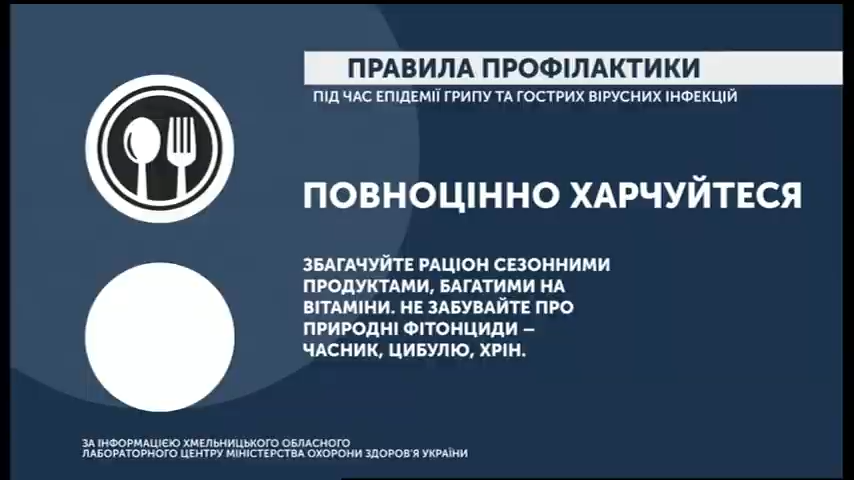 ПРАВИЛА ПРОФІЛАКТИКИ
ПІД ЧАС ЕПІДЕМІЇ ГРИПУ ТА ГОСТРИХ ВІРУСНИХ ІНФЕКЦІЙ
ПОВНОЦІННО ХАРЧУЙТЕСЯ
ЗБАГАЧУЙТЕ РАЦІОН СЕЗОННИМИ
ПРОДУКТАМИ, БАГАТИМИ НА
ВІТАМІНИ. НЕ ЗАБУВАЙТЕ ПРО
ПРИРОДНІ ФІТОНЦИДИ –
ЧАСНИК, ЦИБУЛЮ, ХРІН.
ЗА ІНФОРМАЦІЄЮ ХМЕЛЬНИЦЬКОГО ОБЛАСНОГО
ЛАБОРАТОРНОГО ЦЕНТРУ МІНІСТЕРСТВА ОХОРОНИ ЗДОРОВ'Я УКРАЇНИ